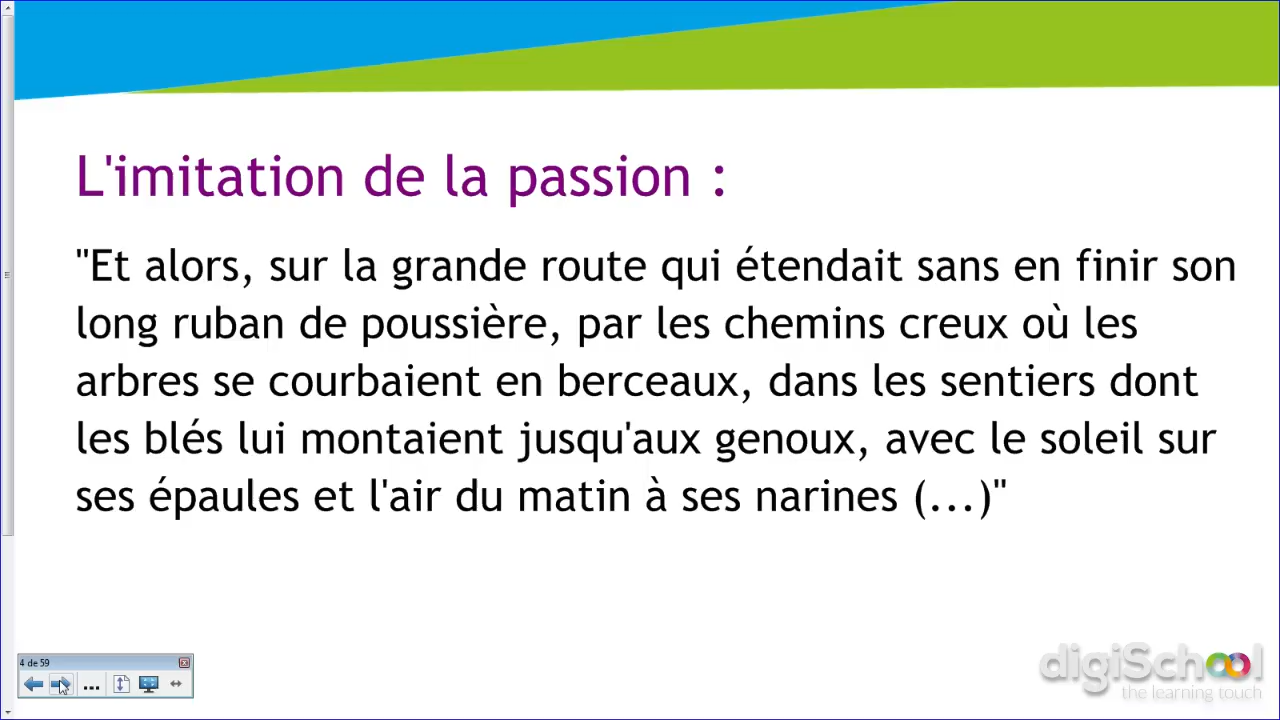 L'imitation de la passion :
"Et alors, sur la grande route qui étendait sans en finir son
long ruban de poussière, par les chemins creux où les
arbres se courbaient en berceaux, dans les sentiers dont
les blés lui montaient jusqu'aux genoux, avec le soleil sur
ses épaules et l'air du matin à ses narines (...)"
4 de 59
...
digiSchool
the learning touch